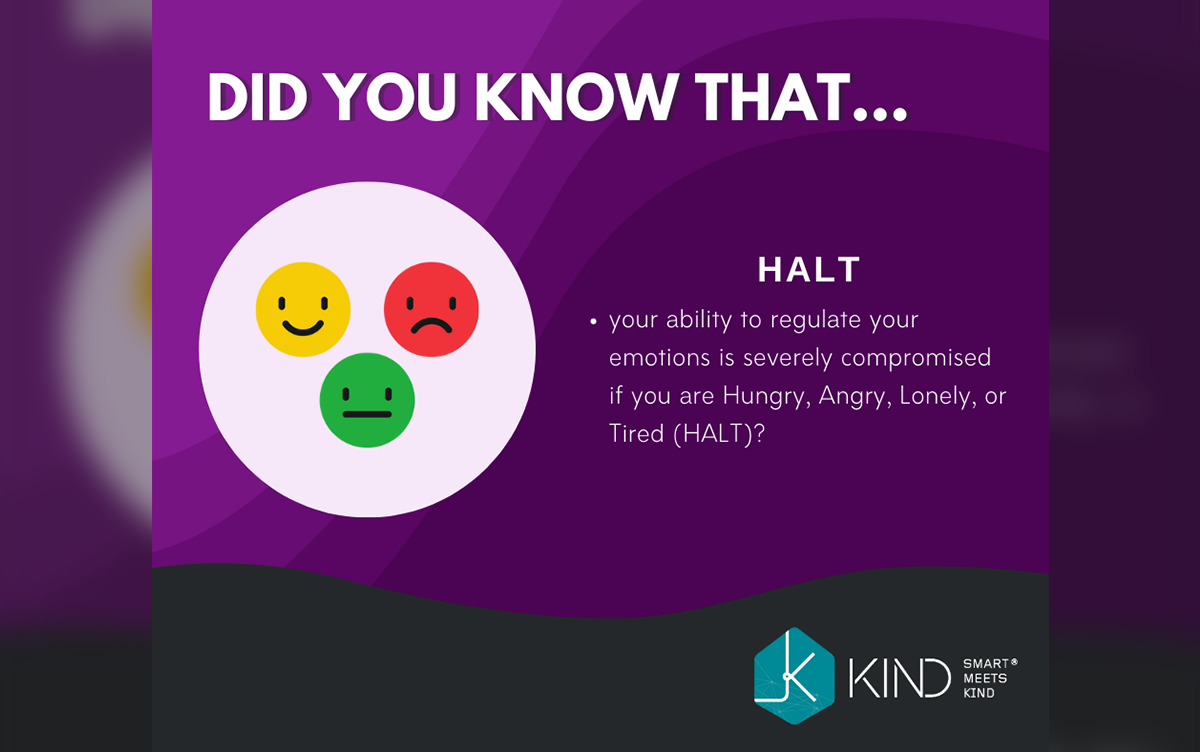 DID YOU KNOW THAT...
HALT
• your ability to regulate your
emotions is severely compromised
if you are Hungry, Angry, Lonely, or
Tired (HALT)?
KIND
SMART®
MEETS
KIND